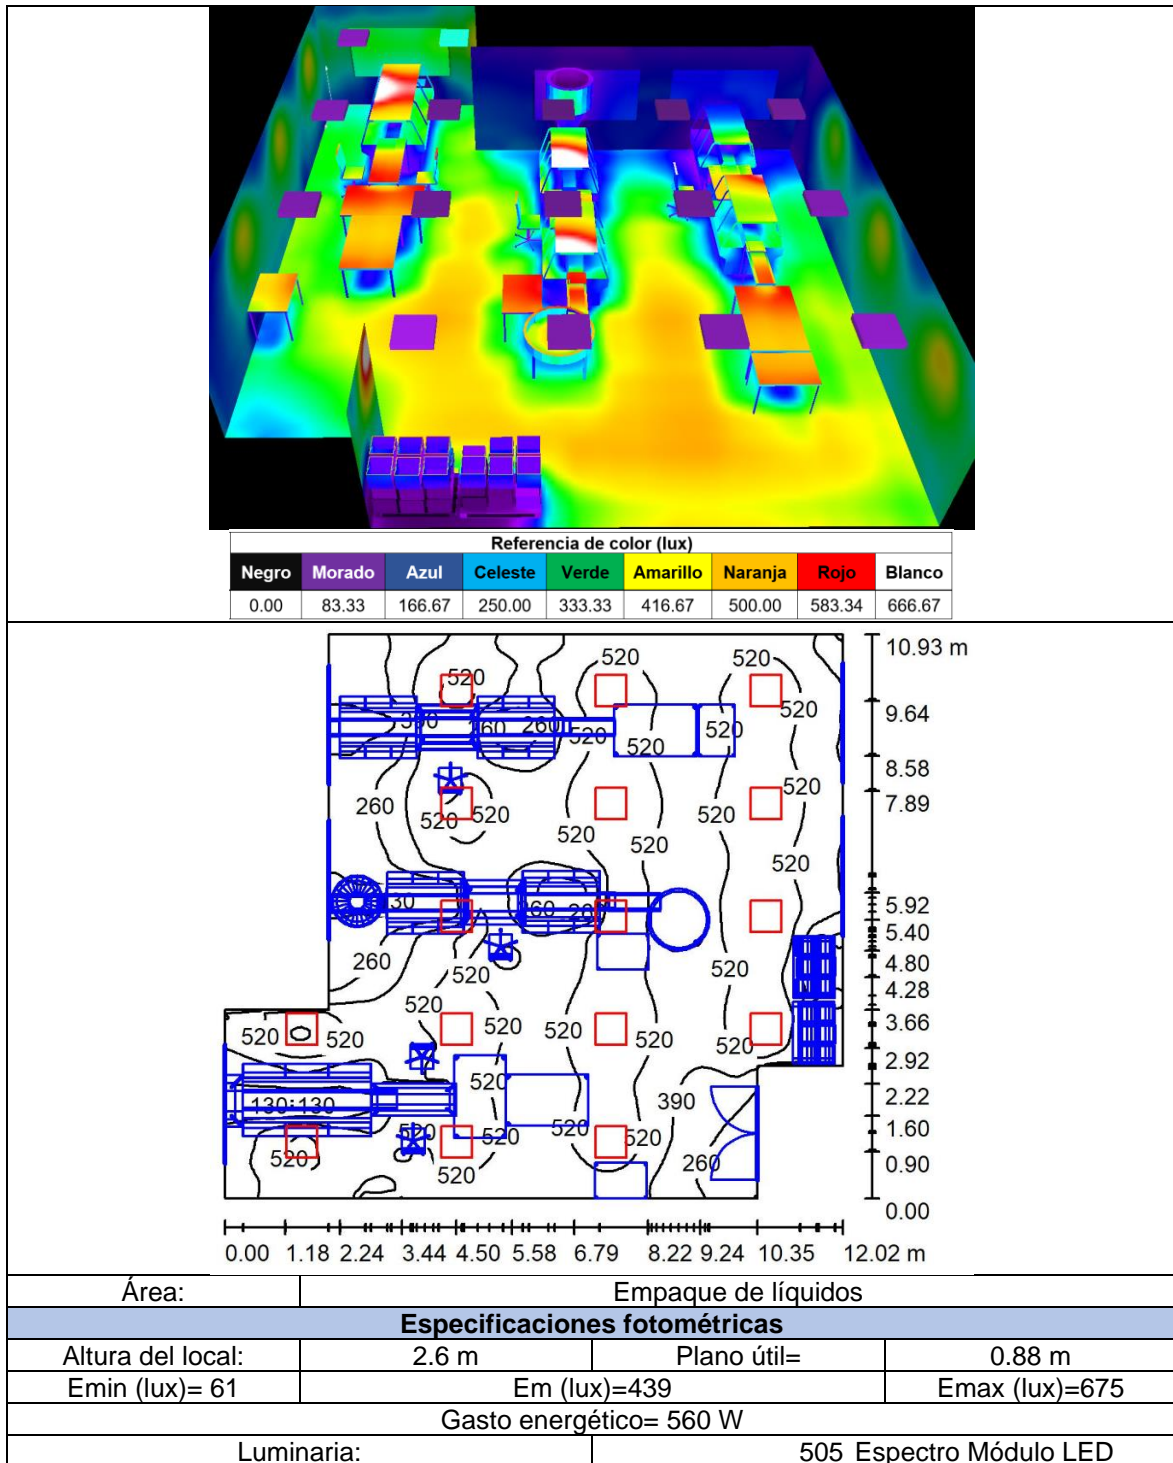 Referencia de color (lux)
Negro Morado Azul Celeste Verde Amarillo Naranja Rojo Blanco
0.00 83.33 166.67 250.00 333.33 416.67 500.00 583.34 666.67
520 520 520 10.93 m
520
520 9.64
260 520 520 520
520 8.58
260 520 520 520 7.89
520 520 520
520
5.92
5.40
260 520 520 4.80
520 4.28
520 520 520 520 520 520 3.66
2.92
130 130 520 390 2.22
520 520 520 520 1.60
520 520 260 0.90
0.00
0.00 1.18 2.24 3.44 4.50 5.58 6.79 8.22 9.24 10.35 12.02 m
Área: Empaque de líquidos
Especificaciones fotométricas
Altura del local: 2.6 m Plano útil= 0.88 m
Emin (lux)= 61 Em (lux)=439 Emax (lux)=675
Gasto energético= 560 W
Luminaria: 505 Espectro Módulo LED